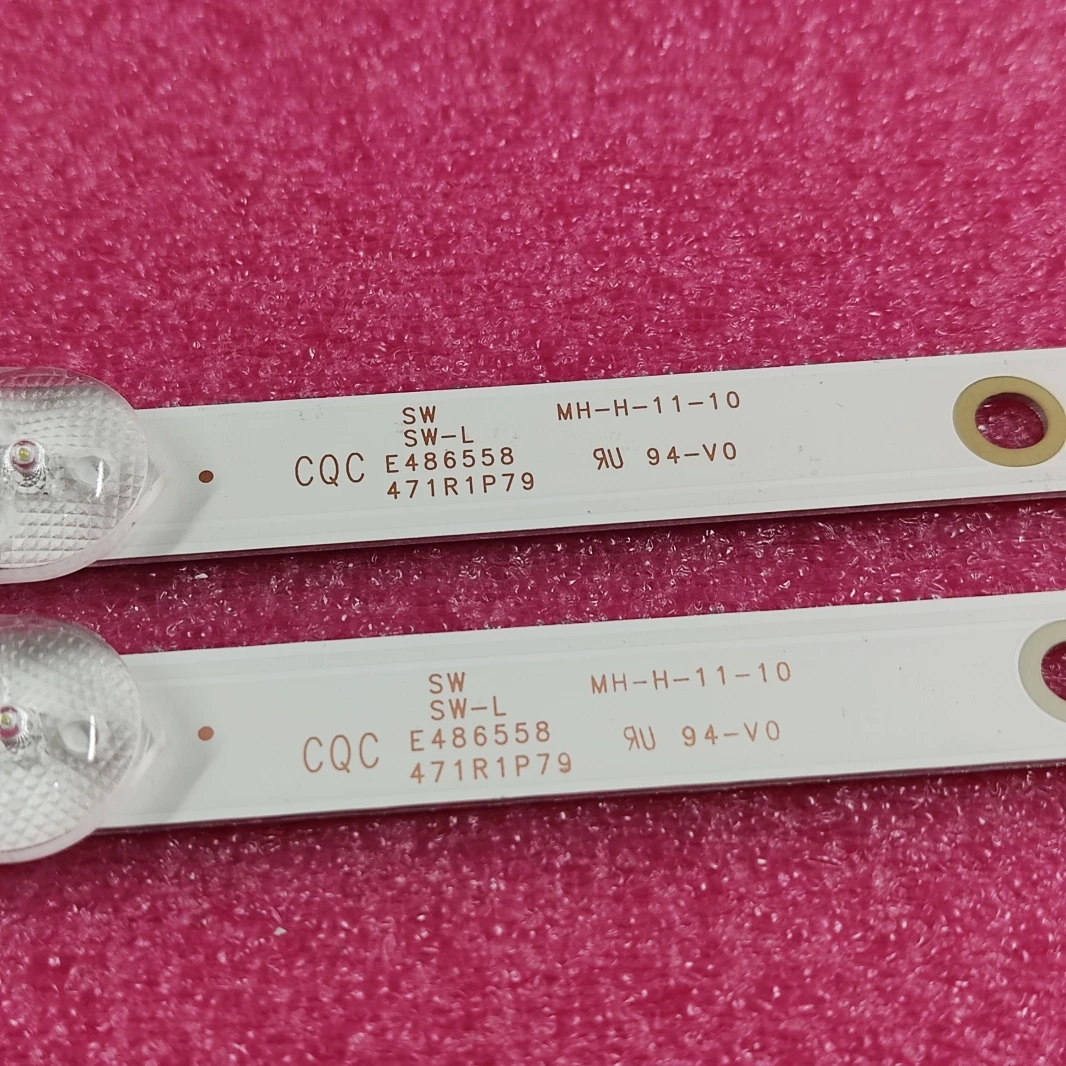 SW
SW-L
CQC E486558
471R1P79
MH-H-11-10
ЯU 94-V0
SW
SW-L
CQC E486558
471R1P79
MH-H-11-10
ЯU 94-V0